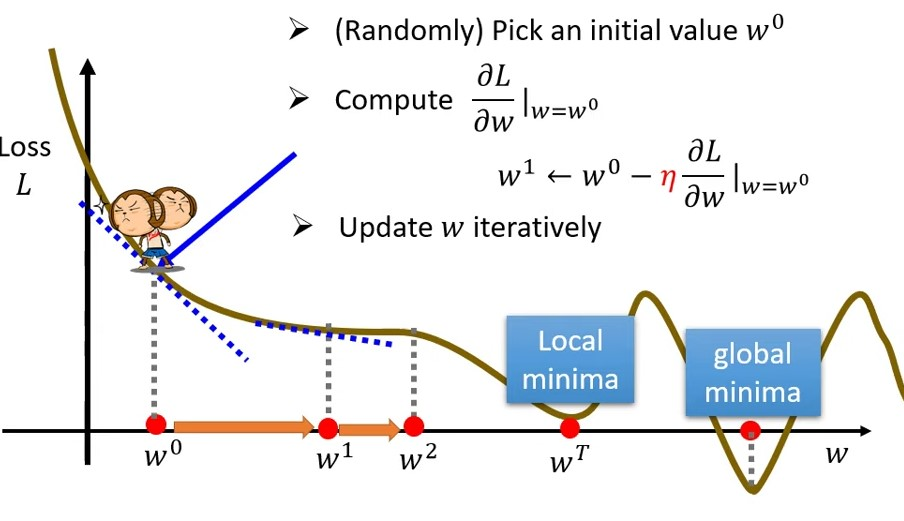 ➢ (Randomly) Pick an initial value w⁰
➢ Compute ∂L/∂w |w=w⁰
w¹ ← w⁰ − η ∂L/∂w |w=w⁰
➢ Update w iteratively
Loss
L
Local
minima
global
minima
w⁰
w¹
w²
wᵀ
w